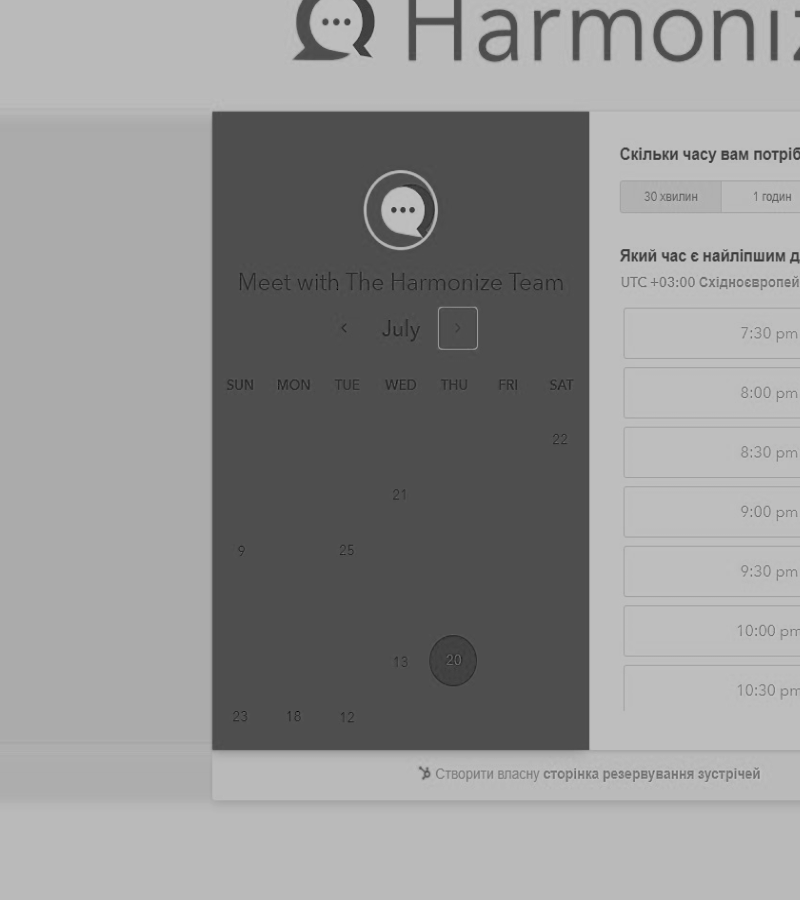 Harmoniz
Meet with The Harmonize Team
July
SUN MON TUE WED THU FRI SAT
22
21
9 25
13 20
23 18 12
Скільки часу вам потріб
30 хвилин 1 годин
Який час є найліпшим д
UTC +03:00 Східноєвропей
7:30 pm
8:00 pm
8:30 pm
9:00 pm
9:30 pm
10:00 pm
10:30 pm
Створити власну сторінка резервування зустрічей